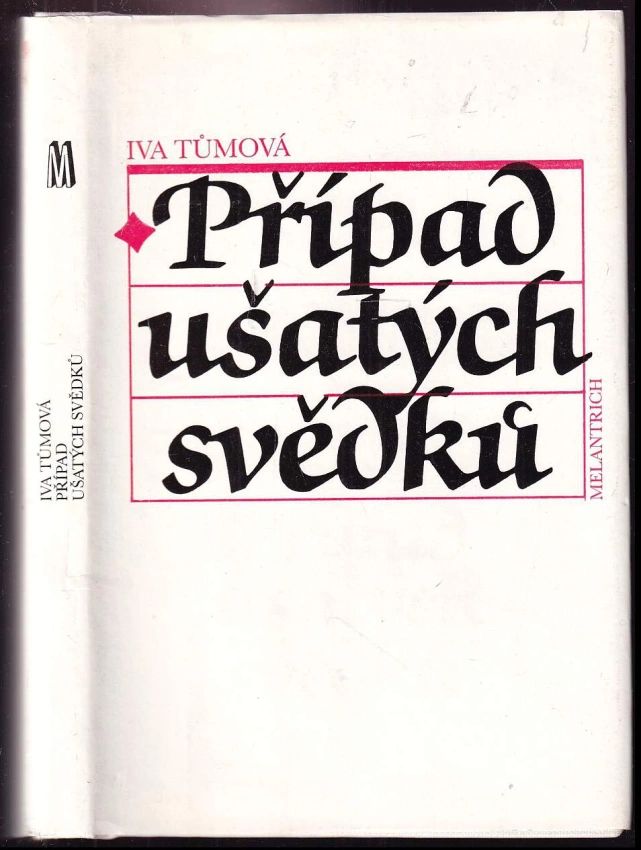 IVA TŮMOVÁ
Případ
ušatých
svědků
MELANTRICH
M
IVA TŮMOVÁ
PŘÍPAD
UŠATÝCH SVĚDKŮ